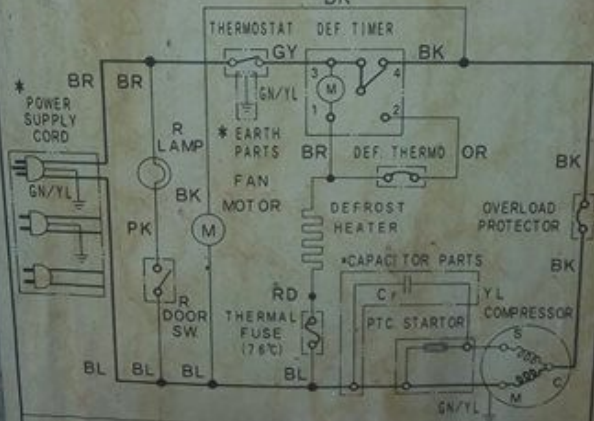 BR
THERMOSTAT DEF TIMER
GY
BK
3
4
M
1
2
GN/YL
BR
BR
* POWER
SUPPLY
CORD
GN/YL
R
LAMP
* EARTH
PARTS
BR
DEF. THERMO
OR
BK
FAN
MOTOR
BK
M
PK
DEFROST
HEATER
OVERLOAD
PROTECTOR
BK
*CAPACITOR PARTS
R
DOOR
SW.
RD
THERMAL
FUSE
(76℃)
Cr
YL
COMPRESSOR
PTC STARTOR
S
C
M
BL
BL
BL
BL
GN/YL